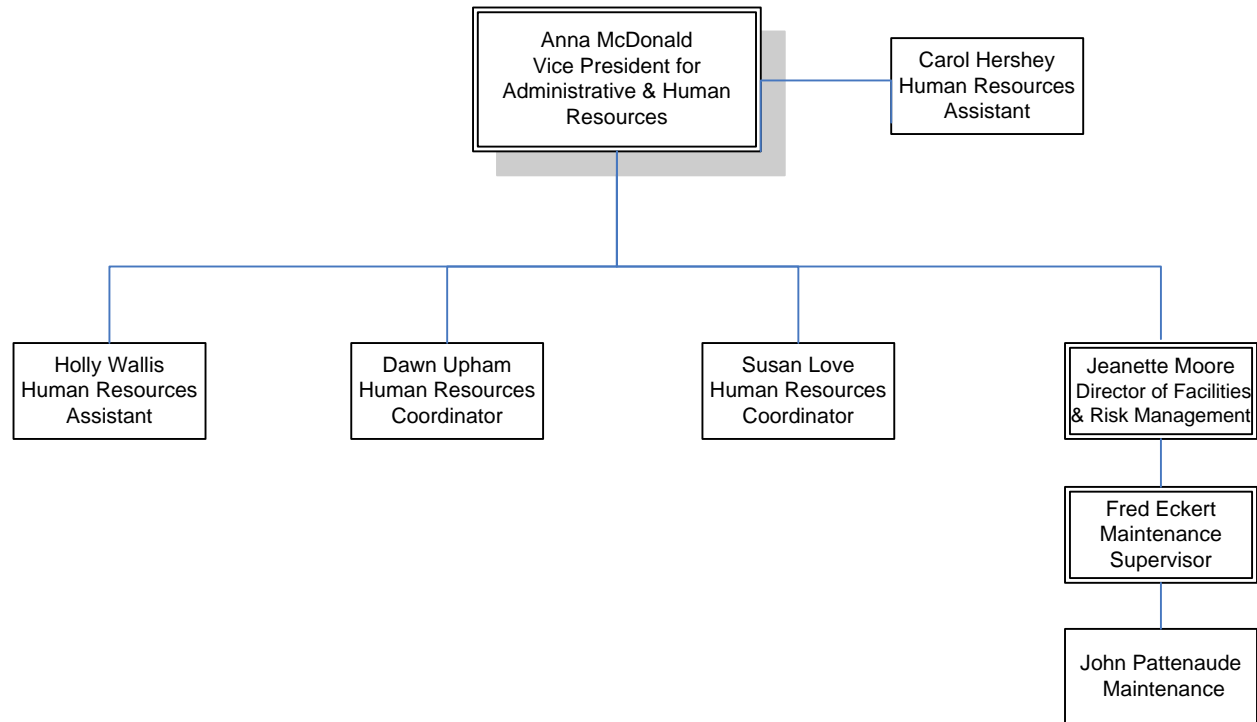 Anna McDonald
Vice President for
Administrative & Human
Resources
Carol Hershey
Human Resources
Assistant
Holly Wallis
Human Resources
Assistant
Dawn Upham
Human Resources
Coordinator
Susan Love
Human Resources
Coordinator
Jeanette Moore
Director of Facilities
& Risk Management
Fred Eckert
Maintenance
Supervisor
John Pattenaude
Maintenance